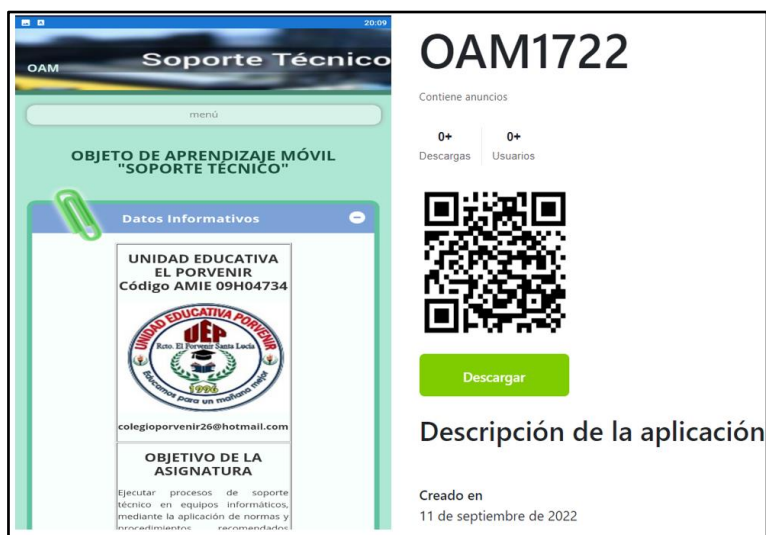 20:09
OAM
Soporte Técnico
menú
OBJETO DE APRENDIZAJE MÓVIL
"SOPORTE TÉCNICO"
Datos Informativos
UNIDAD EDUCATIVA
EL PORVENIR
Código AMIE 09H04734
UNIDAD EDUCATIVA PORVENIR
UEP
Rcto. El Porvenir Santa Lucía
1996
Educamos para un mañana mejor
colegioporvenir26@hotmail.com
OBJETIVO DE LA
ASIGNATURA
Ejecutar procesos de soporte
técnico en equipos informáticos,
mediante la aplicación de normas y
procedimientos recomendados
OAM1722
Contiene anuncios
0+
0+
Descargas
Usuarios
Descargar
Descripción de la aplicación
Creado en
11 de septiembre de 2022